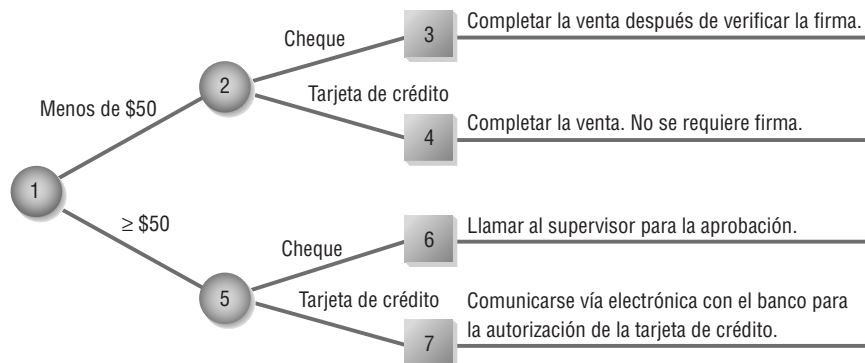 Cheque
3
Completar la venta después de verificar la firma.
2
Menos de $50
Tarjeta de crédito
4
Completar la venta. No se requiere firma.
1
≥ $50
Cheque
6
Llamar al supervisor para la aprobación.
5
Tarjeta de crédito
7
Comunicarse vía electrónica con el banco para
la autorización de la tarjeta de crédito.